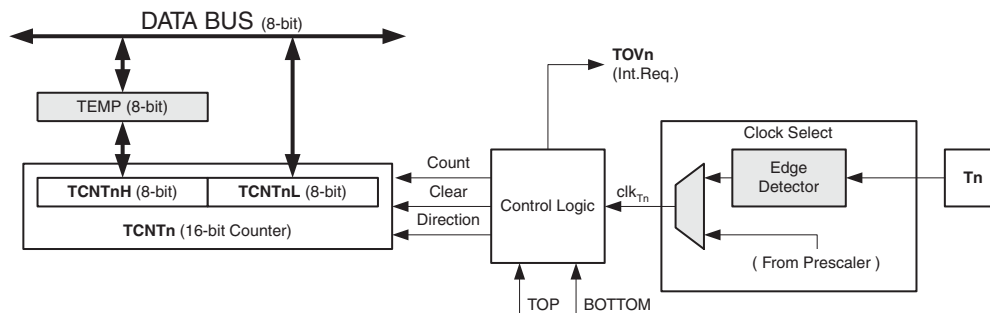 DATA BUS (8-bit)
TOVn
(Int.Req.)
TEMP (8-bit)
Clock Select
Count
Edge
Detector
Tn
TCNTnH (8-bit) TCNTnL (8-bit)
Clear
Control Logic
clkTn
TCNTn (16-bit Counter)
Direction
( From Prescaler )
TOP
BOTTOM